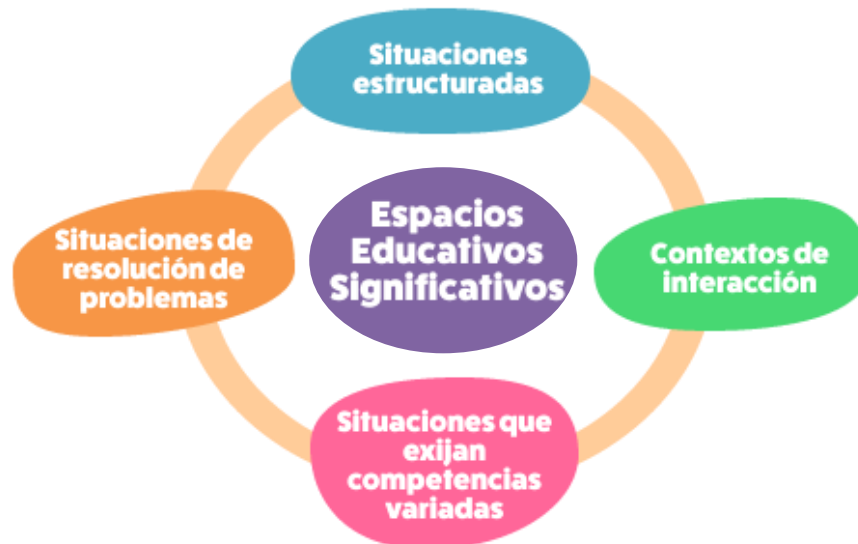 Situaciones
estructuradas
Situaciones de
resolución de
problemas
Espacios
Educativos
Significativos
Contextos de
interacción
Situaciones que
exijan
competencias
variadas